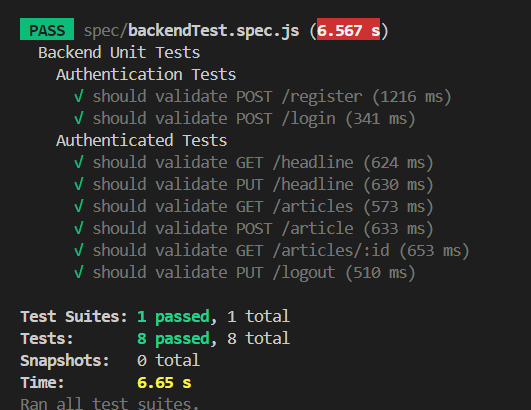 PASS spec/backendTest.spec.js (6.567 s)
Backend Unit Tests
Authentication Tests
√ should validate POST /register (1216 ms)
√ should validate POST /login (341 ms)
Authenticated Tests
√ should validate GET /headline (624 ms)
√ should validate PUT /headline (630 ms)
√ should validate GET /articles (573 ms)
√ should validate POST /article (633 ms)
√ should validate GET /articles/:id (653 ms)
√ should validate PUT /logout (510 ms)
Test Suites: 1 passed, 1 total
Tests: 8 passed, 8 total
Snapshots: 0 total
Time: 6.65 s
Ran all test suites.